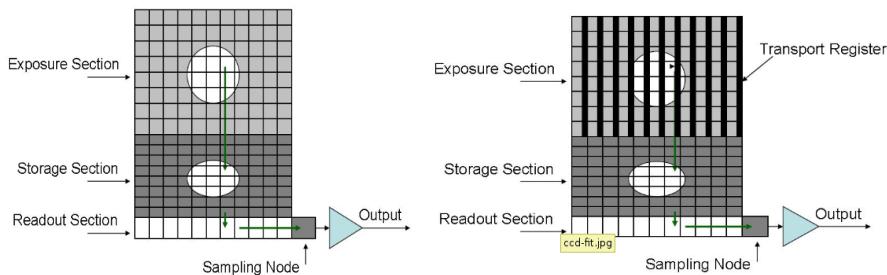 Exposure Section
Storage Section
Readout Section
Output
Sampling Node
Transport Register
Exposure Section
Storage Section
Readout Section
Output
ccd-fit.jpg
Sampling Node